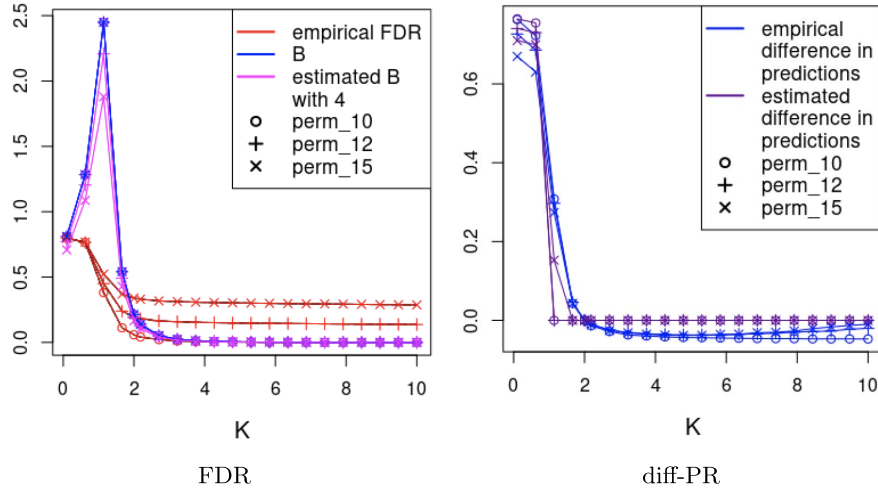 2.5
2.0
1.5
1.0
0.5
0.0
empirical FDR
B
estimated B
with 4
perm_10
perm_12
perm_15
0 2 4 6 8 10
K
FDR
0.6
0.4
0.2
0.0
empirical
difference in
predictions
estimated
difference in
predictions
perm_10
perm_12
perm_15
0 2 4 6 8 10
K
diff-PR